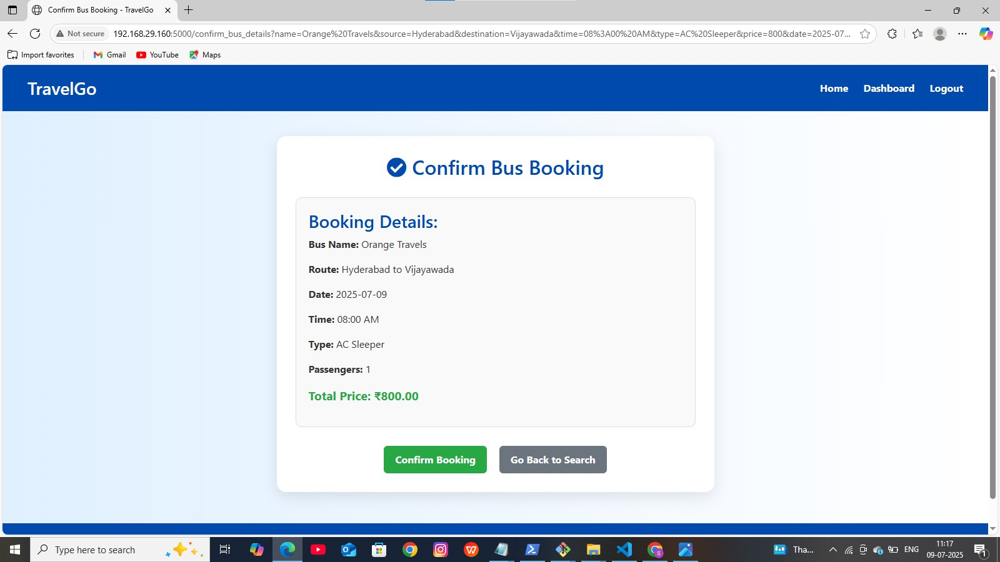 Confirm Bus Booking - TravelGo
Not secure 192.168.29.160:5000/confirm_bus_details?name=Orange%20Travels&source=Hyderabad&destination=Vijayawada&time=08%3A00%20AM&type=AC%20Sleeper&price=800&date=2025-07...
Import favorites Gmail YouTube Maps
TravelGo Home Dashboard Logout
Confirm Bus Booking
Booking Details:
Bus Name: Orange Travels
Route: Hyderabad to Vijayawada
Date: 2025-07-09
Time: 08:00 AM
Type: AC Sleeper
Passengers: 1
Total Price: ₹800.00
Confirm Booking Go Back to Search
Type here to search Tha... ENG 11:17
09-07-2025 1